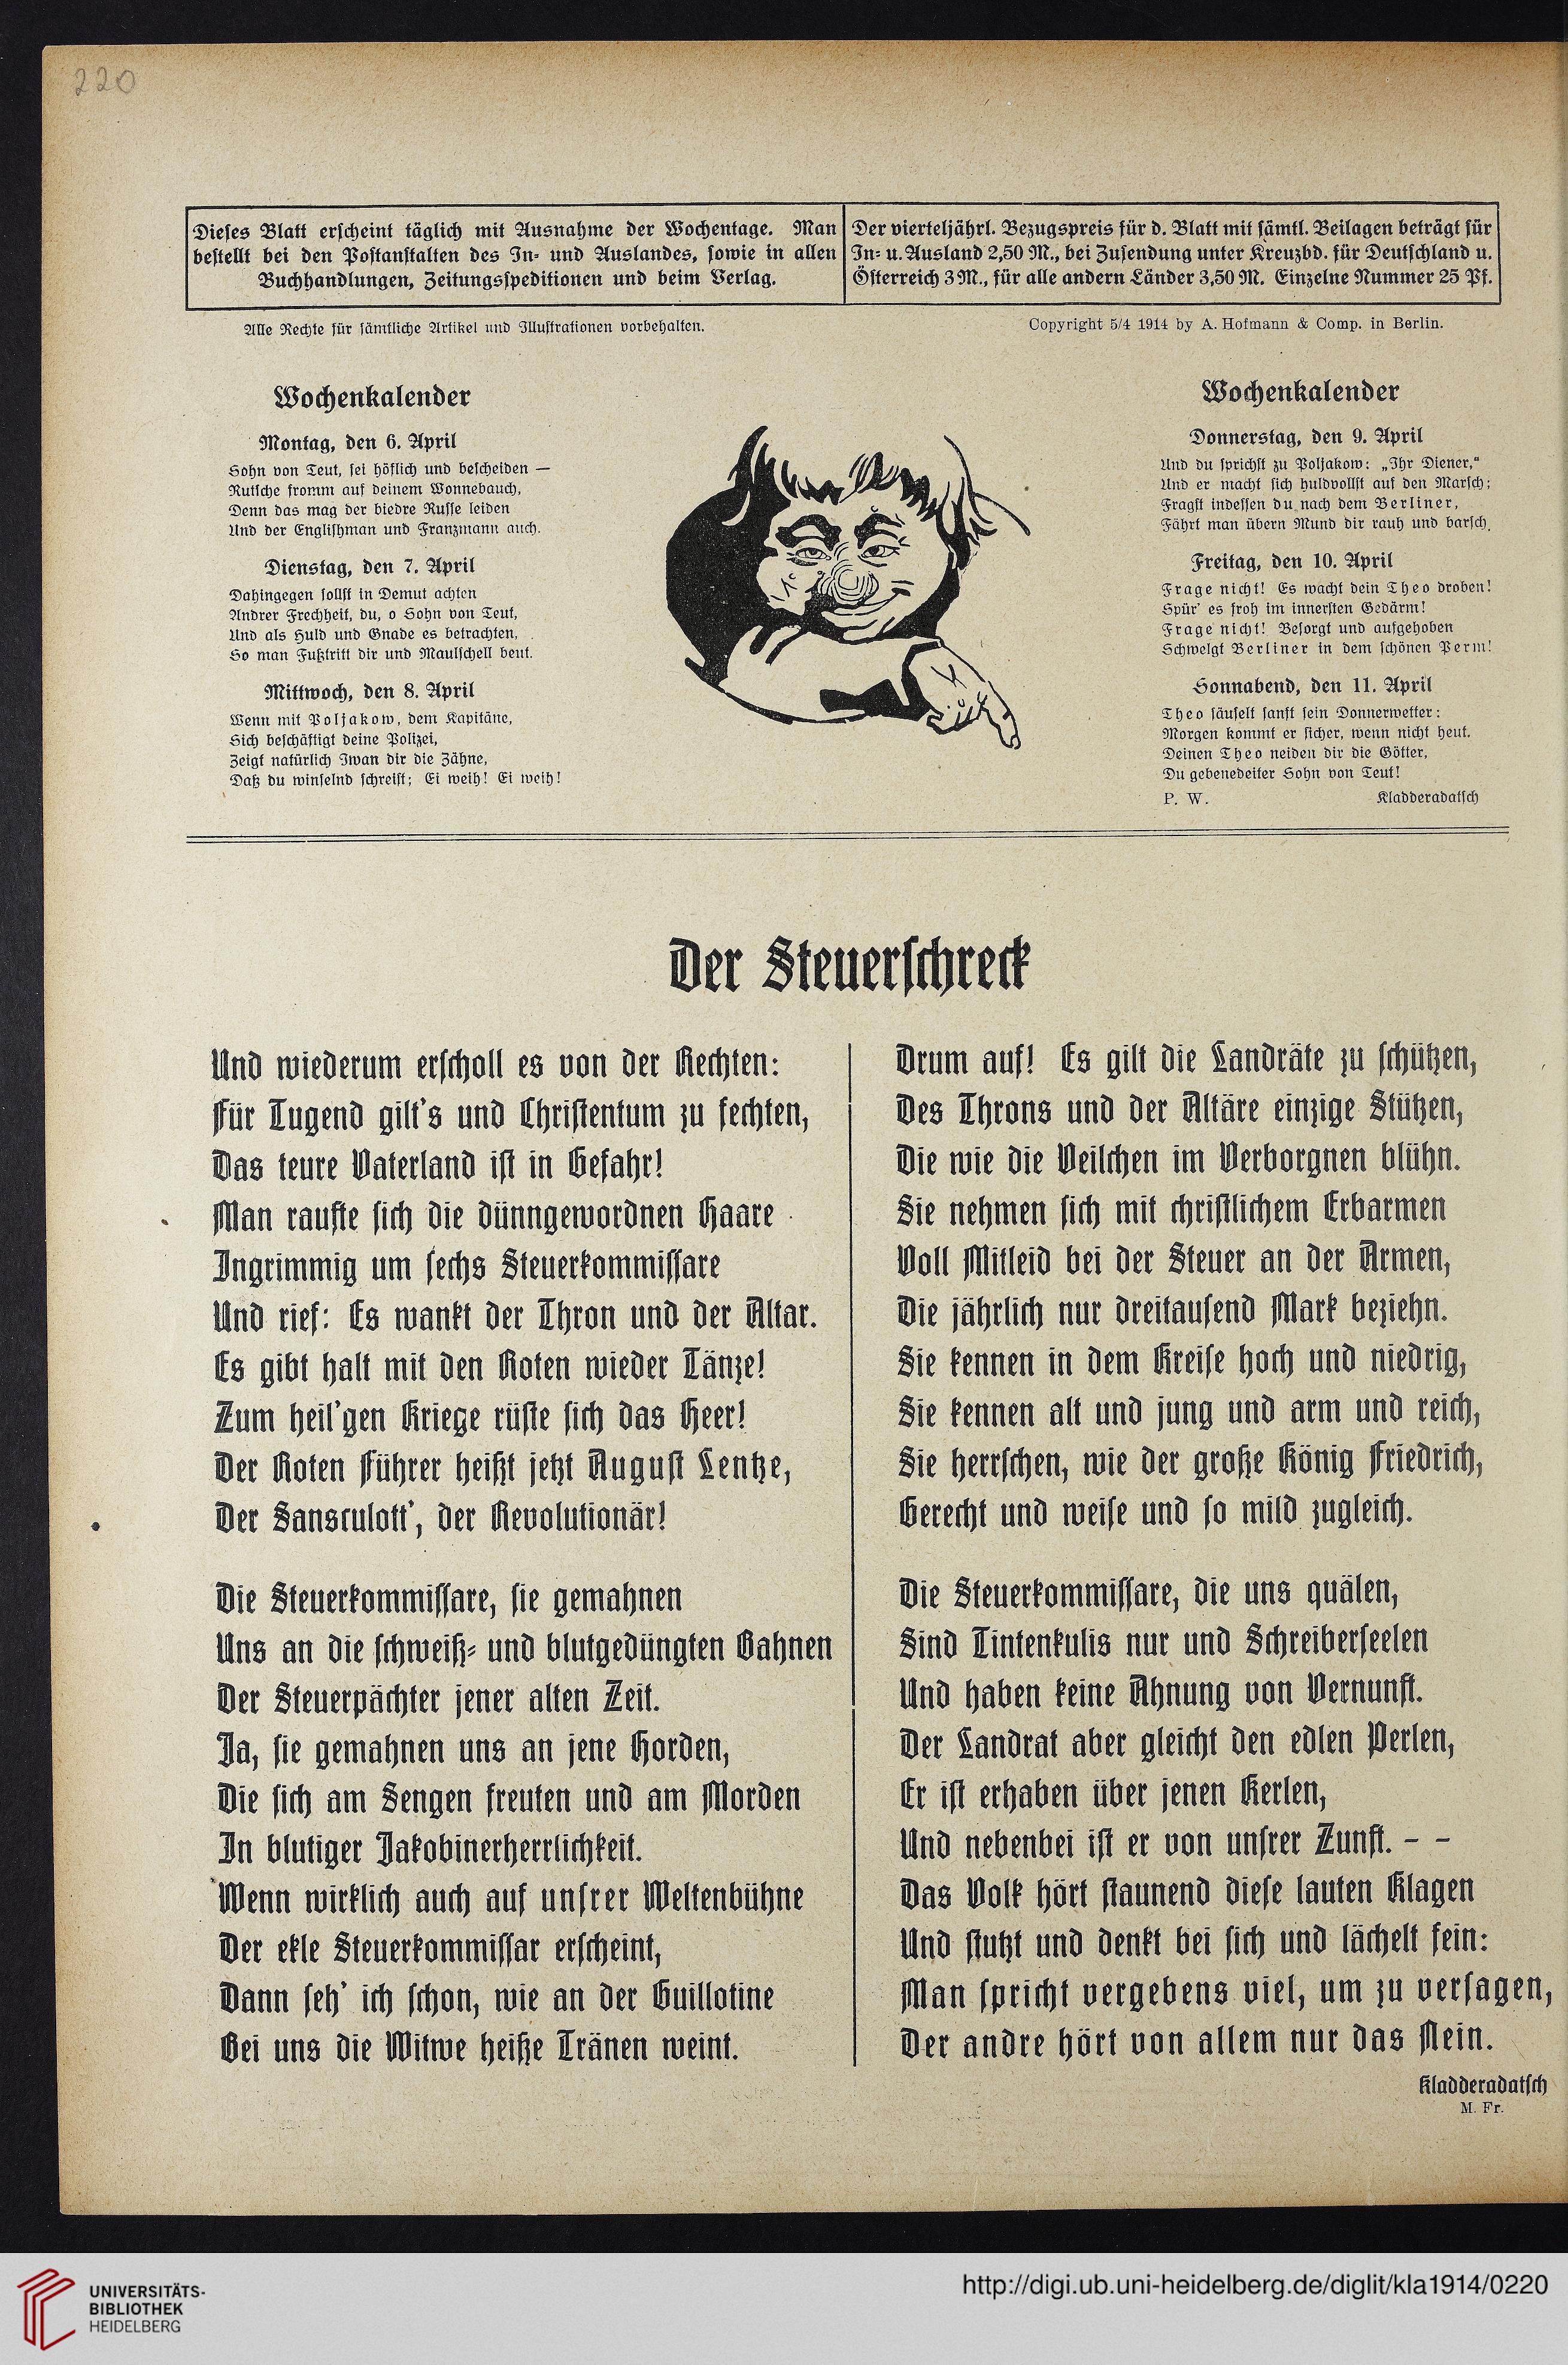 220
Dieses Blatt erscheint täglich mit Ausnahme der Wochentage. Man
bestellt bei den Postanstalten des In- und Auslandes, sowie in allen
Buchhandlungen, Zeitungsspeditionen und beim Verlag.
Der vierteljährl. Bezugspreis für d. Blatt mit sämtl. Beilagen beträgt für
In- u. Ausland 2,50 M., bei Zusendung unter Kreuzbd. für Deutschland u.
Österreich 3 M., für alle andern Länder 3,50 M. Einzelne Nummer 25 Pf.
Alle Rechte für sämtliche Artikel und Illustrationen vorbehalten.
Copyright 5/4 1914 by A. Hofmann & Comp. in Berlin.
Wochenkalender
Montag, den 6. April
Sohn von Teut, sei höflich und bescheiden —
Rutsche fromm auf deinem Wonnebauch,
Denn das mag der biedre Russe leiden
Und der Englishman und Franzmann auch.
Dienstag, den 7. April
Dahingegen sollst in Demut achten
Andrer Frechheit, du, o Sohn von Teut,
Und als Huld und Gnade es betrachten,
So man Fußtritt dir und Maulschell beut.
Mittwoch, den 8. April
Wenn mit Poljakow, dem Kapitäne,
Sich beschäftigt deine Polizei,
Zeigt natürlich Iwan dir die Zähne,
Daß du winselnd schreist; Ei weih! Ei weih!
Wochenkalender
Donnerstag, den 9. April
Und du sprichst zu Poljakow: „Ihr Diener,“
Und er macht sich huldvollst auf den Marsch;
Fragst indessen du nach dem Berliner,
Fährt man übern Mund dir rauh und barsch.
Freitag, den 10. April
Frage nicht! Es wacht dein Theo droben!
Spür' es froh im innersten Gedärm!
Frage nicht! Besorgt und aufgehoben
Schwelgt Berliner in dem schönen Perm!
Sonnabend, den 11. April
Theo säuselt sanft sein Donnerwetter:
Morgen kommt er sicher, wenn nicht heut.
Deinen Theo neiden dir die Götter,
Du gebenedeiter Sohn von Teut!
P. W. Kladderadatsch
Der Steuerschreck
Und wiederum erscholl es von der Rechten:
Für Tugend gilt's und Christentum zu fechten,
Das teure Vaterland ist in Gefahr!
Man raufte sich die dünngewordnen Haare
Ingrimmig um sechs Steuerkommissare
Und rief: Es wankt der Thron und der Altar.
Es gibt halt mit den Roten wieder Tänze!
Zum heil'gen Kriege rüste sich das Heer!
Der Roten Führer heißt jetzt August Lentze,
Der Sansculott', der Revolutionär!
Die Steuerkommissare, sie gemahnen
Uns an die schweiß- und blutgedüngten Bahnen
Der Steuerpächter jener alten Zeit.
Ja, sie gemahnen uns an jene Horden,
Die sich am Sengen freuten und am Morden
In blutiger Jakobinerherrlichkeit.
Wenn wirklich auch auf unsrer Weltenbühne
Der ekle Steuerkommissar erscheint,
Dann seh' ich schon, wie an der Guillotine
Bei uns die Witwe heiße Tränen weint.
Drum auf! Es gilt die Landräte zu schützen,
Des Throns und der Altäre einzige Stützen,
Die wie die Veilchen im Verborgnen blühn.
Sie nehmen sich mit christlichem Erbarmen
Voll Mitleid bei der Steuer an der Armen,
Die jährlich nur dreitausend Mark beziehn.
Sie kennen in dem Kreise hoch und niedrig,
Sie kennen alt und jung und arm und reich,
Sie herrschen, wie der große König Friedrich,
Gerecht und weise und so mild zugleich.
Die Steuerkommissare, die uns quälen,
Sind Tintenkulis nur und Schreiberseelen
Und haben keine Ahnung von Vernunft.
Der Landrat aber gleicht den edlen Perlen,
Er ist erhaben über jenen Kerlen,
Und nebenbei ist er von unsrer Zunft. – –
Das Volk hört staunend diese lauten Klagen
Und stutzt und denkt bei sich und lächelt fein:
Man spricht vergebens viel, um zu versagen,
Der andre hört von allem nur das Nein.
Kladderadatsch
M. Fr.
UNIVERSITÄTS-
BIBLIOTHEK
HEIDELBERG
http://digi.ub.uni-heidelberg.de/diglit/kla1914/0220